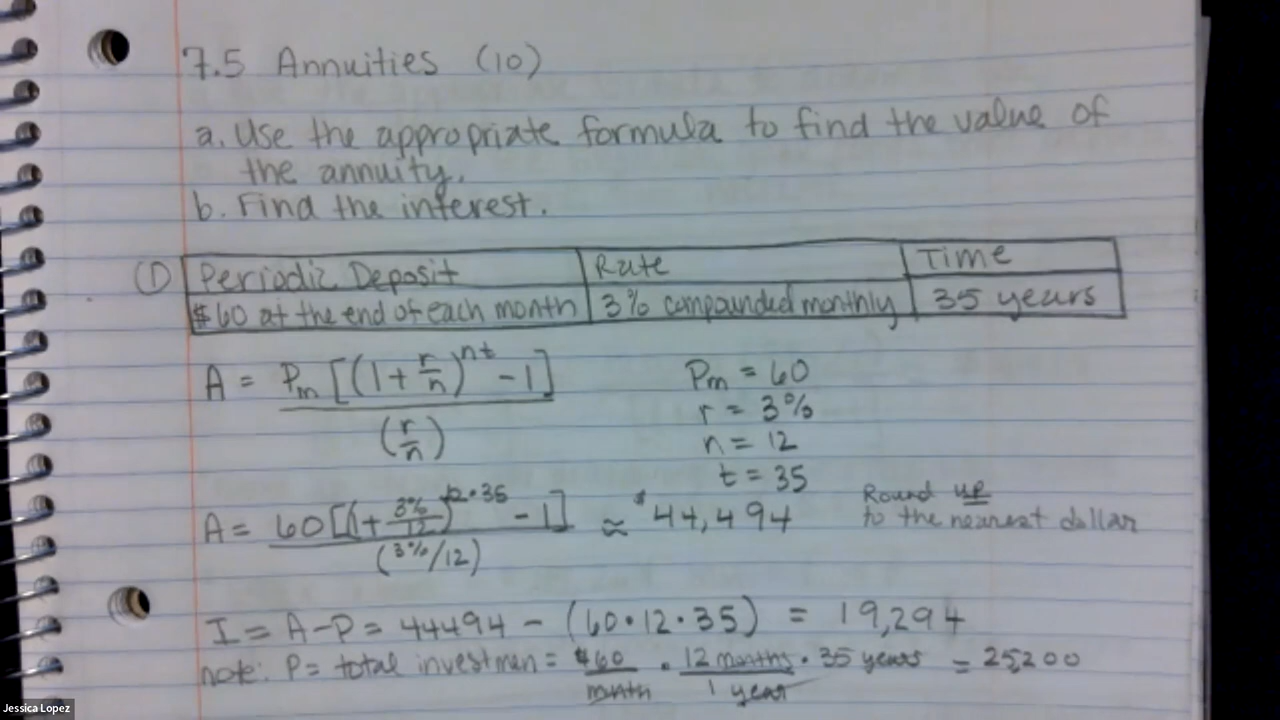 7.5 Annuities (10)
a. Use the appropriate formula to find the value of
the annuity.
b. Find the interest.
(1) Periodic Deposit Rate Time
$60 at the end of each month 3% compounded monthly 35 years
A = Pm [(1 + r/n)^nt - 1] / (r/n)
Pm = 60
r = 3%
n = 12
t = 35
A = 60[(1 + 3%/12)^12·35 - 1] / (3%/12) ≈ $44,494
Round up
to the nearest dollar
I = A-P = 44494 - (60·12·35) = 19,294
note: P = total investmen = $60/month · 12 months/1 year · 35 years = 25,200
Jessica Lopez